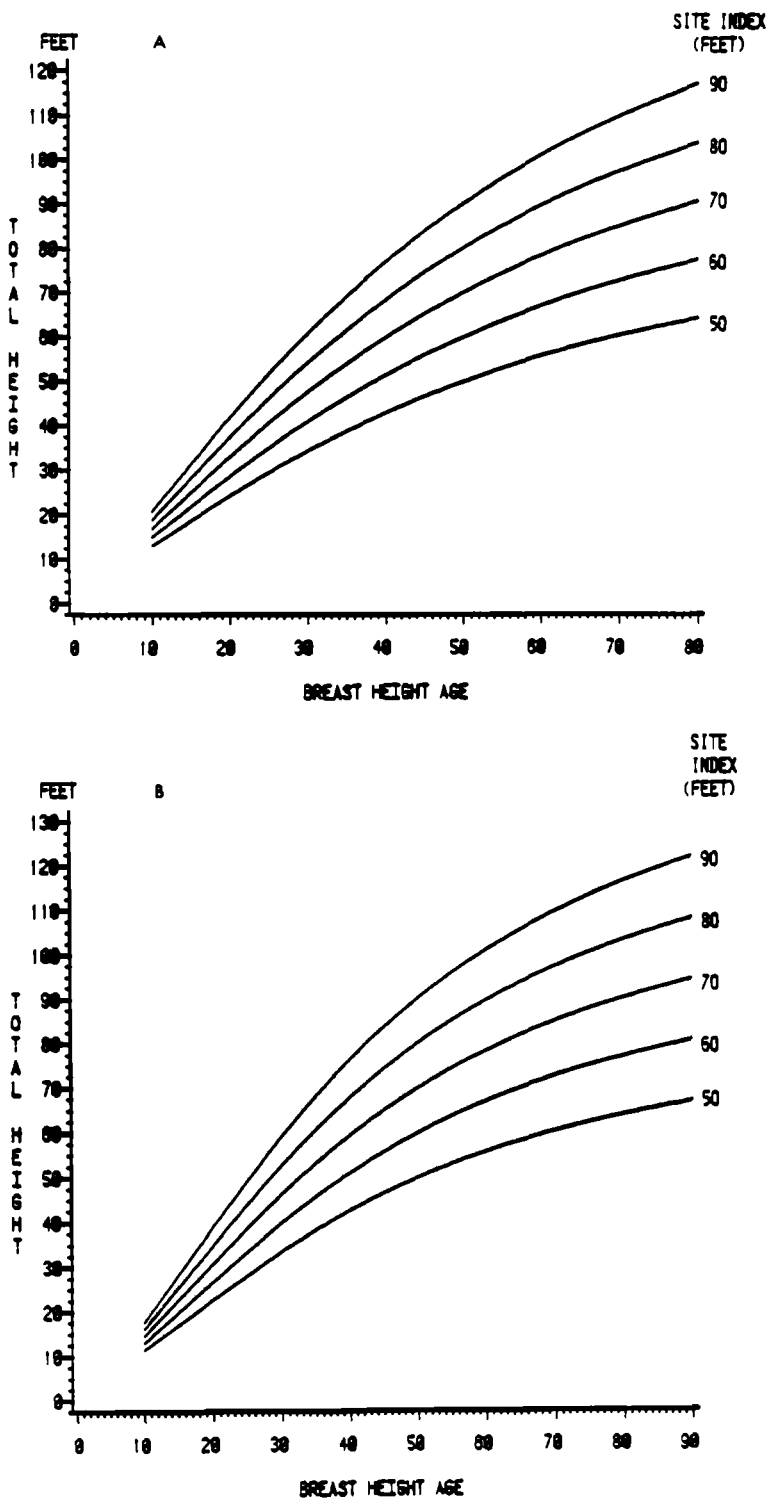 FEET
A
SITE INDEX
(FEET)
120
110
100
90
80
70
60
50
40
30
20
10
0
TOTAL HEIGHT
90
80
70
60
50
0 10 20 30 40 50 60 70 80
BREAST HEIGHT AGE
SITE
INDEX
(FEET)
FEET
B
130
120
110
100
90
80
70
60
50
40
30
20
10
0
TOTAL HEIGHT
90
80
70
60
50
0 10 20 30 40 50 60 70 80 90
BREAST HEIGHT AGE